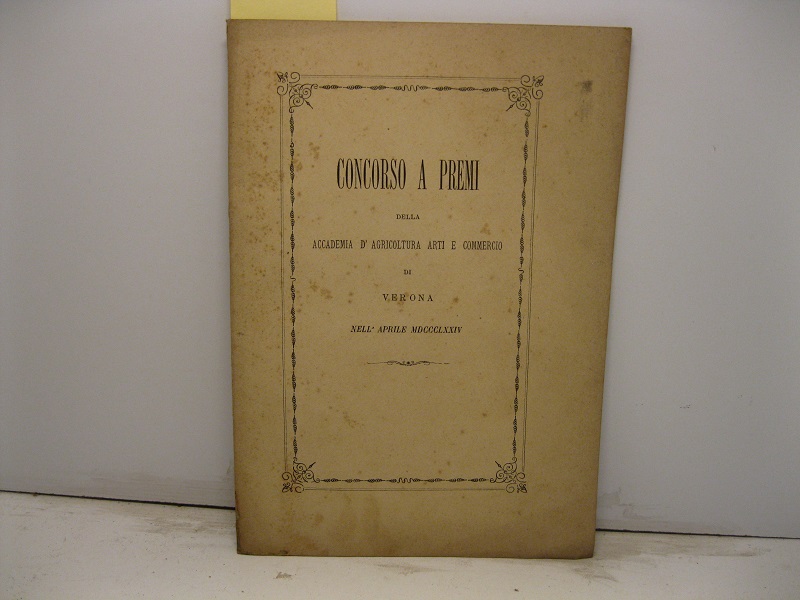 CONCORSO A PREMI
DELLA
ACCADEMIA D' AGRICOLTURA ARTI E COMMERCIO
DI
VERONA
NELL' APRILE MDCCCLXXIV